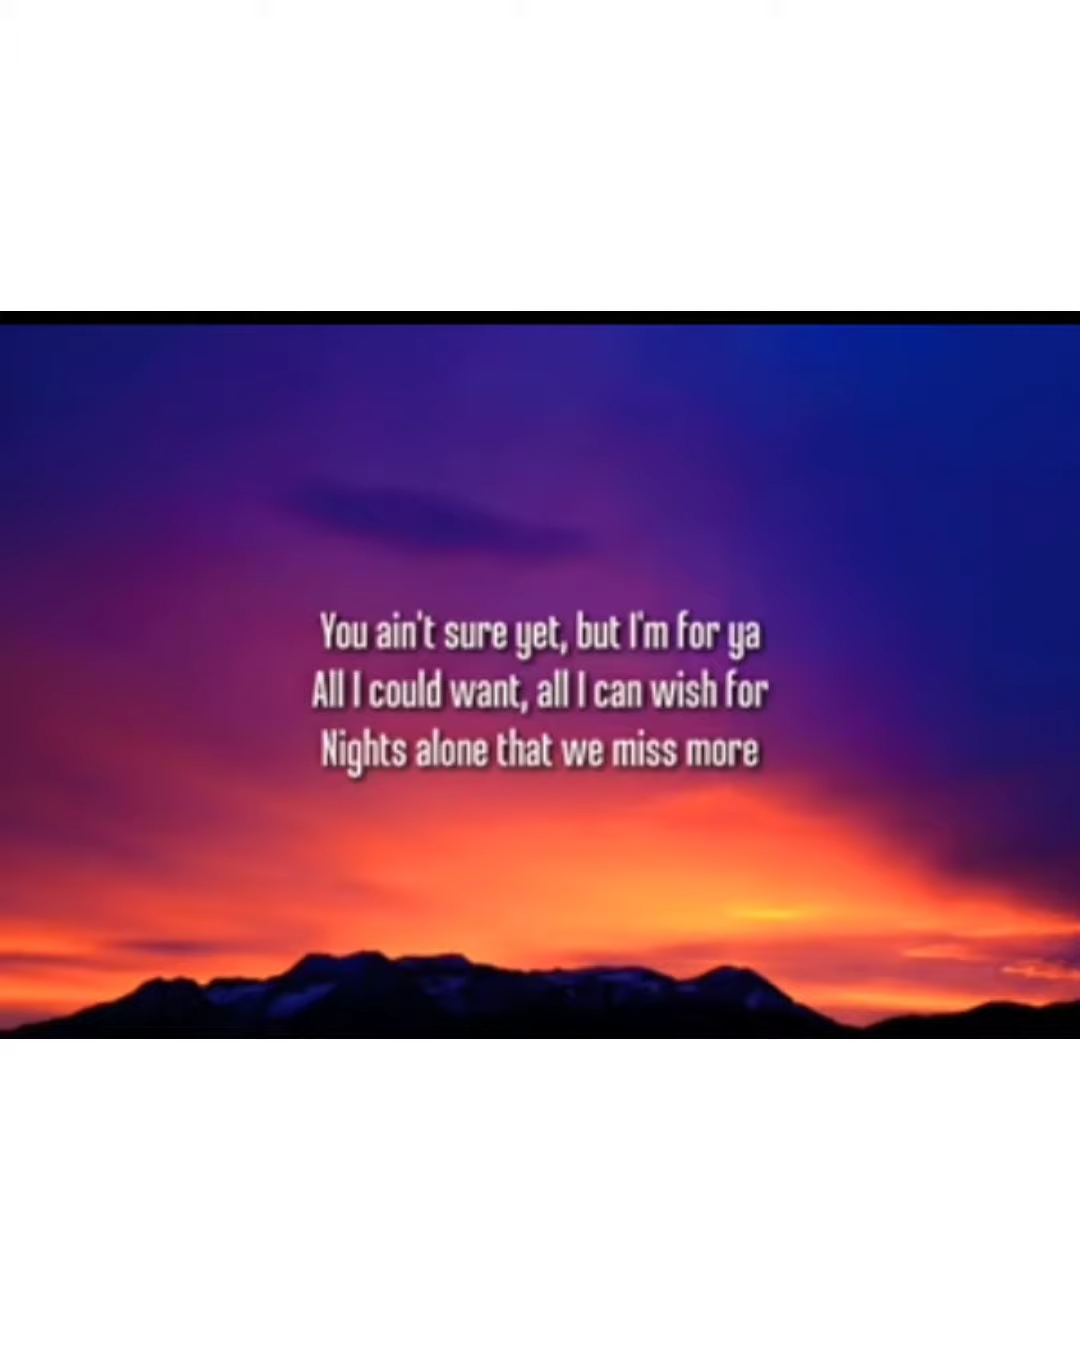 You ain't sure yet, but I'm for ya
All I could want, all I can wish for
Nights alone that we miss more